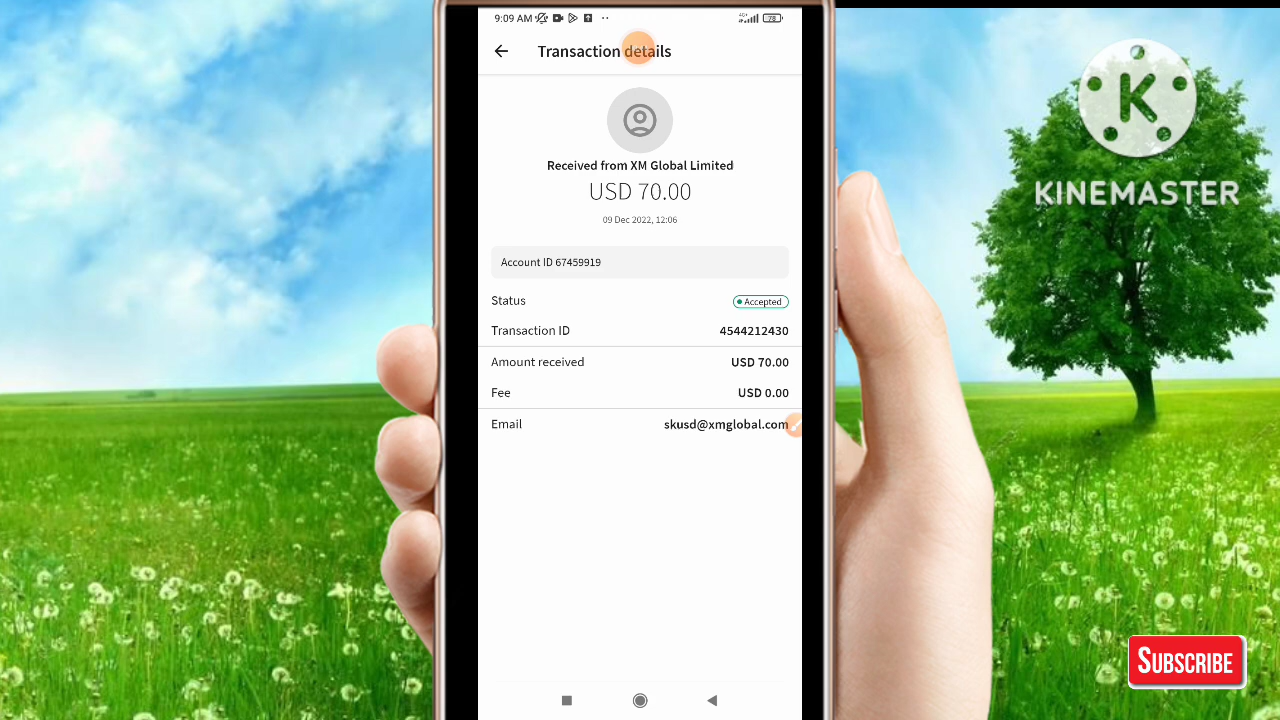 9:09 AM
4G+
78
Transaction details
Received from XM Global Limited
USD 70.00
09 Dec 2022, 12:06
Account ID 67459919
Status
Accepted
Transaction ID
4544212430
Amount received
USD 70.00
Fee
USD 0.00
Email
skusd@xmglobal.com
K
KINEMASTER
SUBSCRIBE